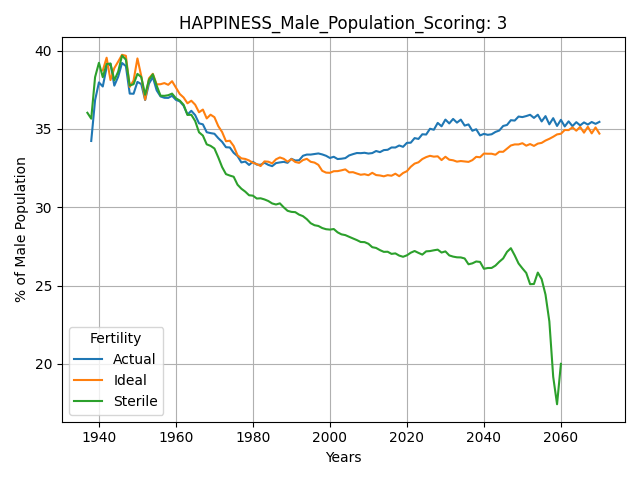 HAPPINESS_Male_Population_Scoring: 3
% of Male Population
40
35
30
25
20
Fertility
Actual
Ideal
Sterile
1940 1960 1980 2000 2020 2040 2060
Years